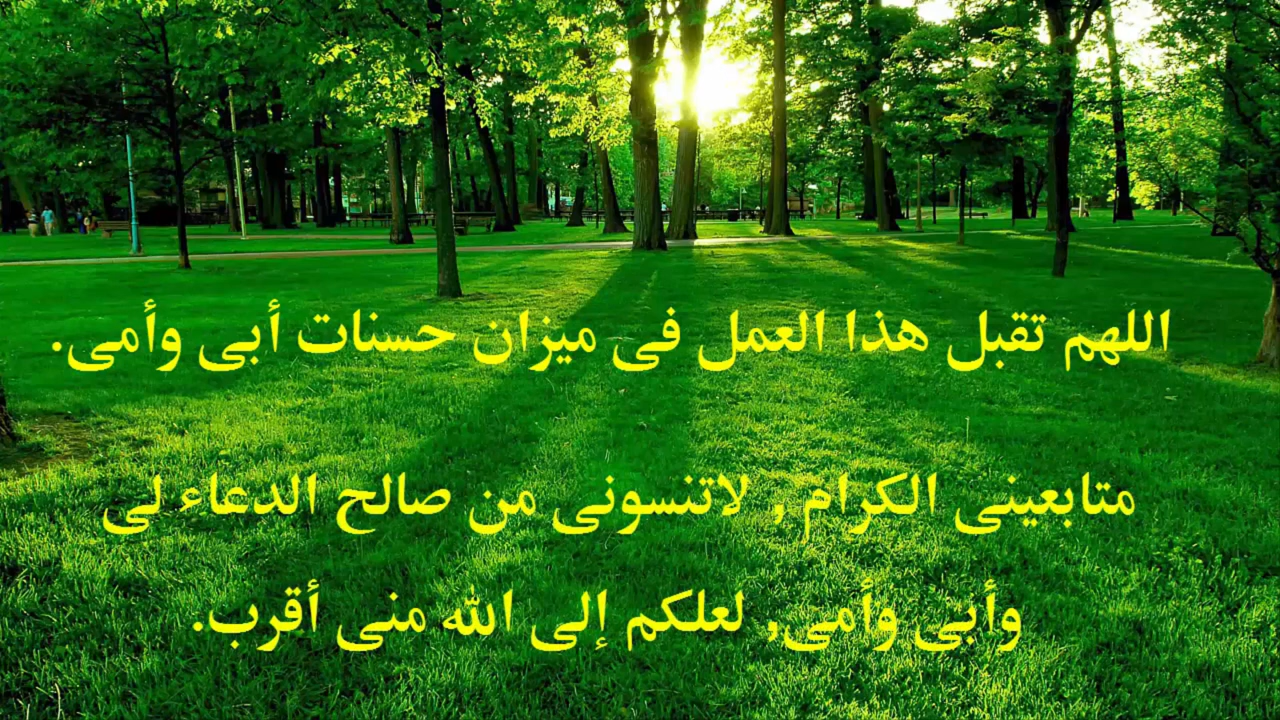 اللهم تقبل هذا العمل فى ميزان حسنات أبى وأمى.
متابعينى الكرام, لاتنسونى من صالح الدعاء لى
وأبى وأمى, لعلكم إلى الله منى أقرب.